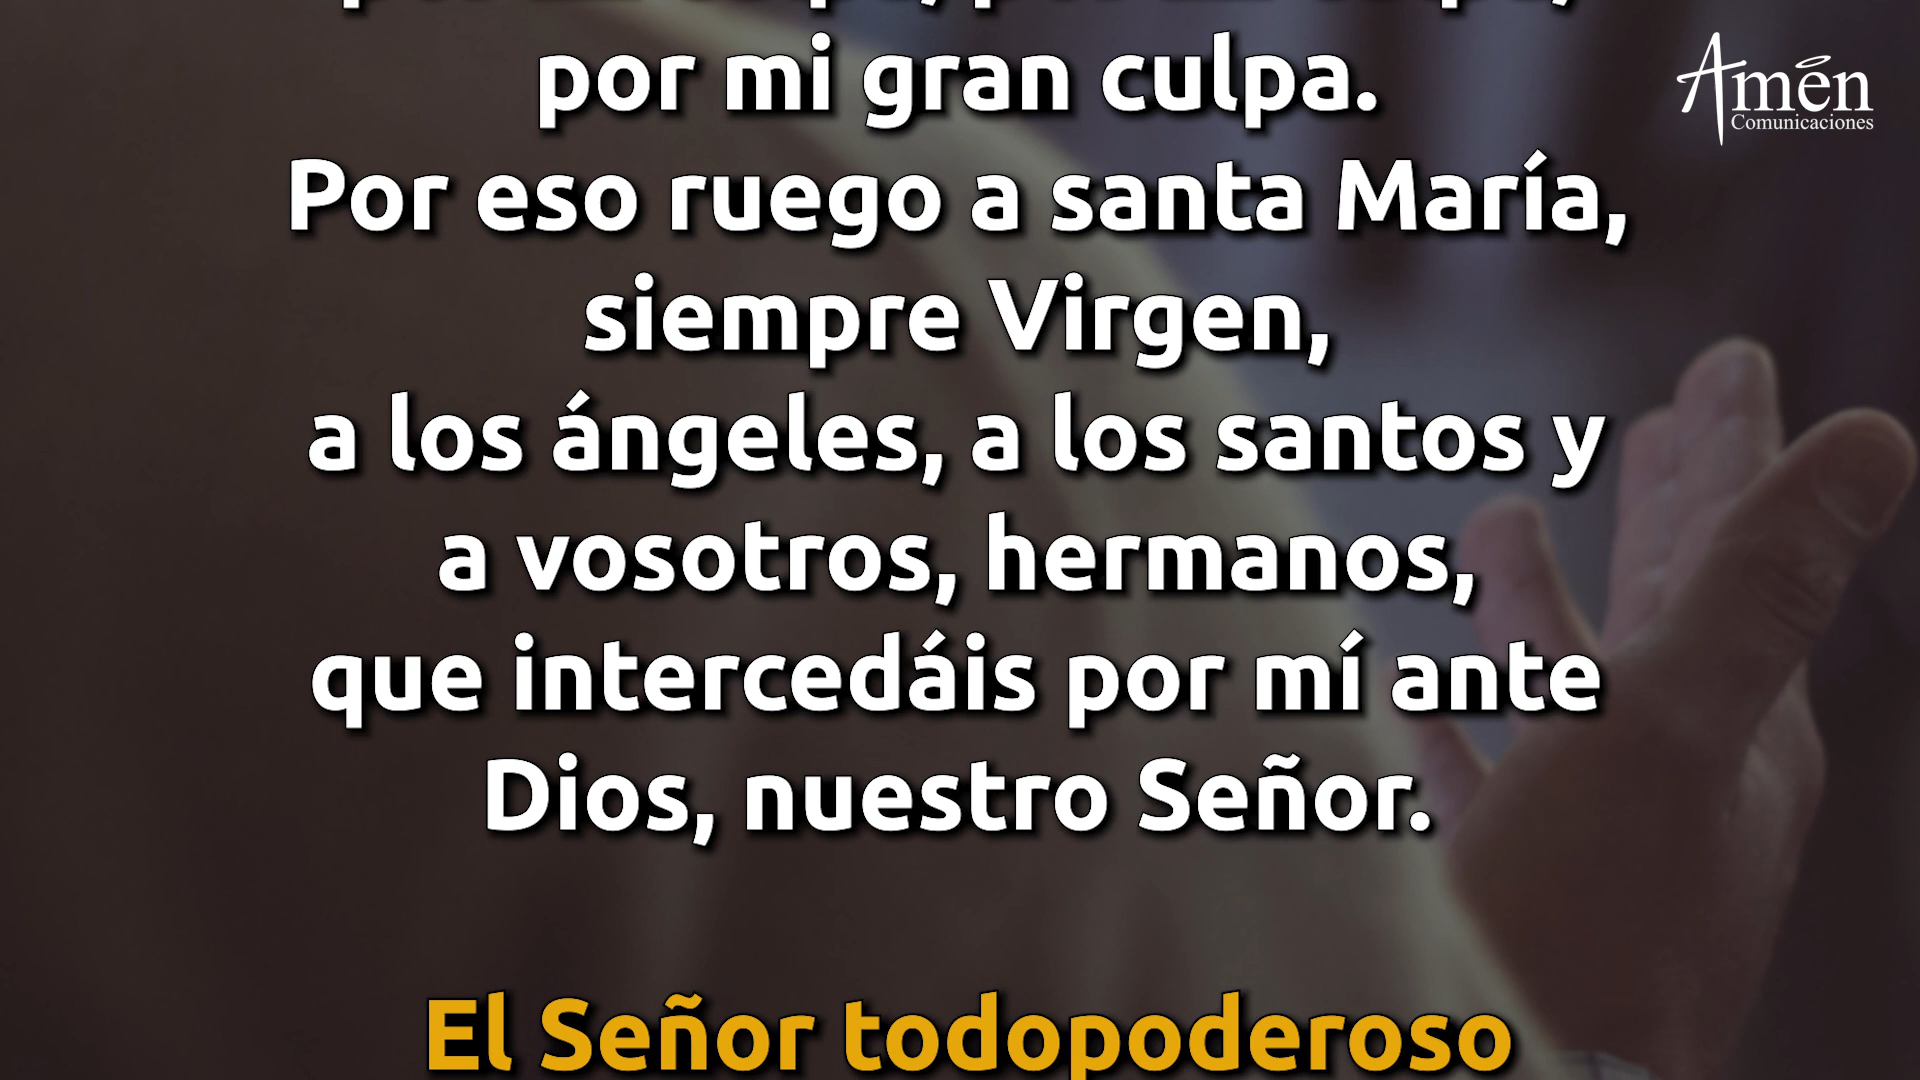 por mi gran culpa.
Por eso ruego a santa María,
siempre Virgen,
a los ángeles, a los santos y
a vosotros, hermanos,
que intercedáis por mí ante
Dios, nuestro Señor.
El Señor todopoderoso
Amén
Comunicaciones